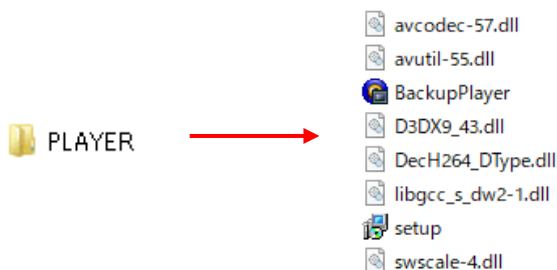 PLAYER
avcodec-57.dll
avutil-55.dll
BackupPlayer
D3DX9_43.dll
DecH264_DType.dll
libgcc_s_dw2-1.dll
setup
swscale-4.dll